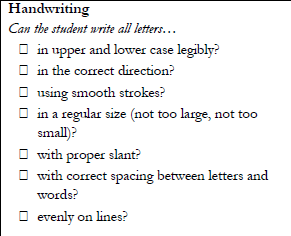 Handwriting
Can the student write all letters…
☐ in upper and lower case legibly?
☐ in the correct direction?
☐ using smooth strokes?
☐ in a regular size (not too large, not too
small)?
☐ with proper slant?
☐ with correct spacing between letters and
words?
☐ evenly on lines?